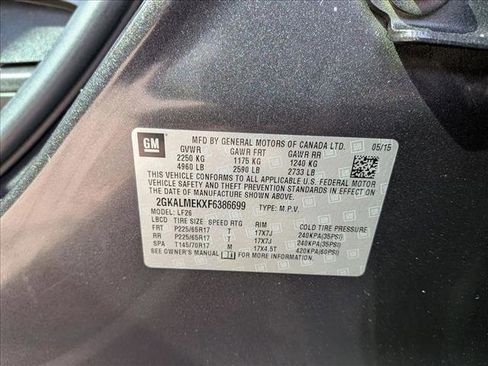 GM
MFD BY GENERAL MOTORS OF CANADA LTD. 05/15
GVWR GAWR FRT GAWR RR
2250 KG 1175 KG 1240 KG
4960 LB 2590 LB 2733 LB
THIS VEHICLE CONFORMS TO ALL APPLICABLE U.S. FEDERAL MOTOR
VEHICLE SAFETY AND THEFT PREVENTION STANDARDS IN EFFECT
ON THE DATE OF MANUFACTURE SHOWN ABOVE.
2GKALMEKXF6386699 TYPE: M.P.V.
MODEL: LF26
LBCD TIRE SIZE SPEED RTG RIM COLD TIRE PRESSURE
FRT P225/65R17 T 17X7J 240KPA(35PSI)
RR P225/65R17 T 17X7J 240KPA(35PSI)
SPA T145/70R17 M 17X4.5T 420KPA(60PSI)
SEE OWNER'S MANUAL FOR MORE INFORMATION.